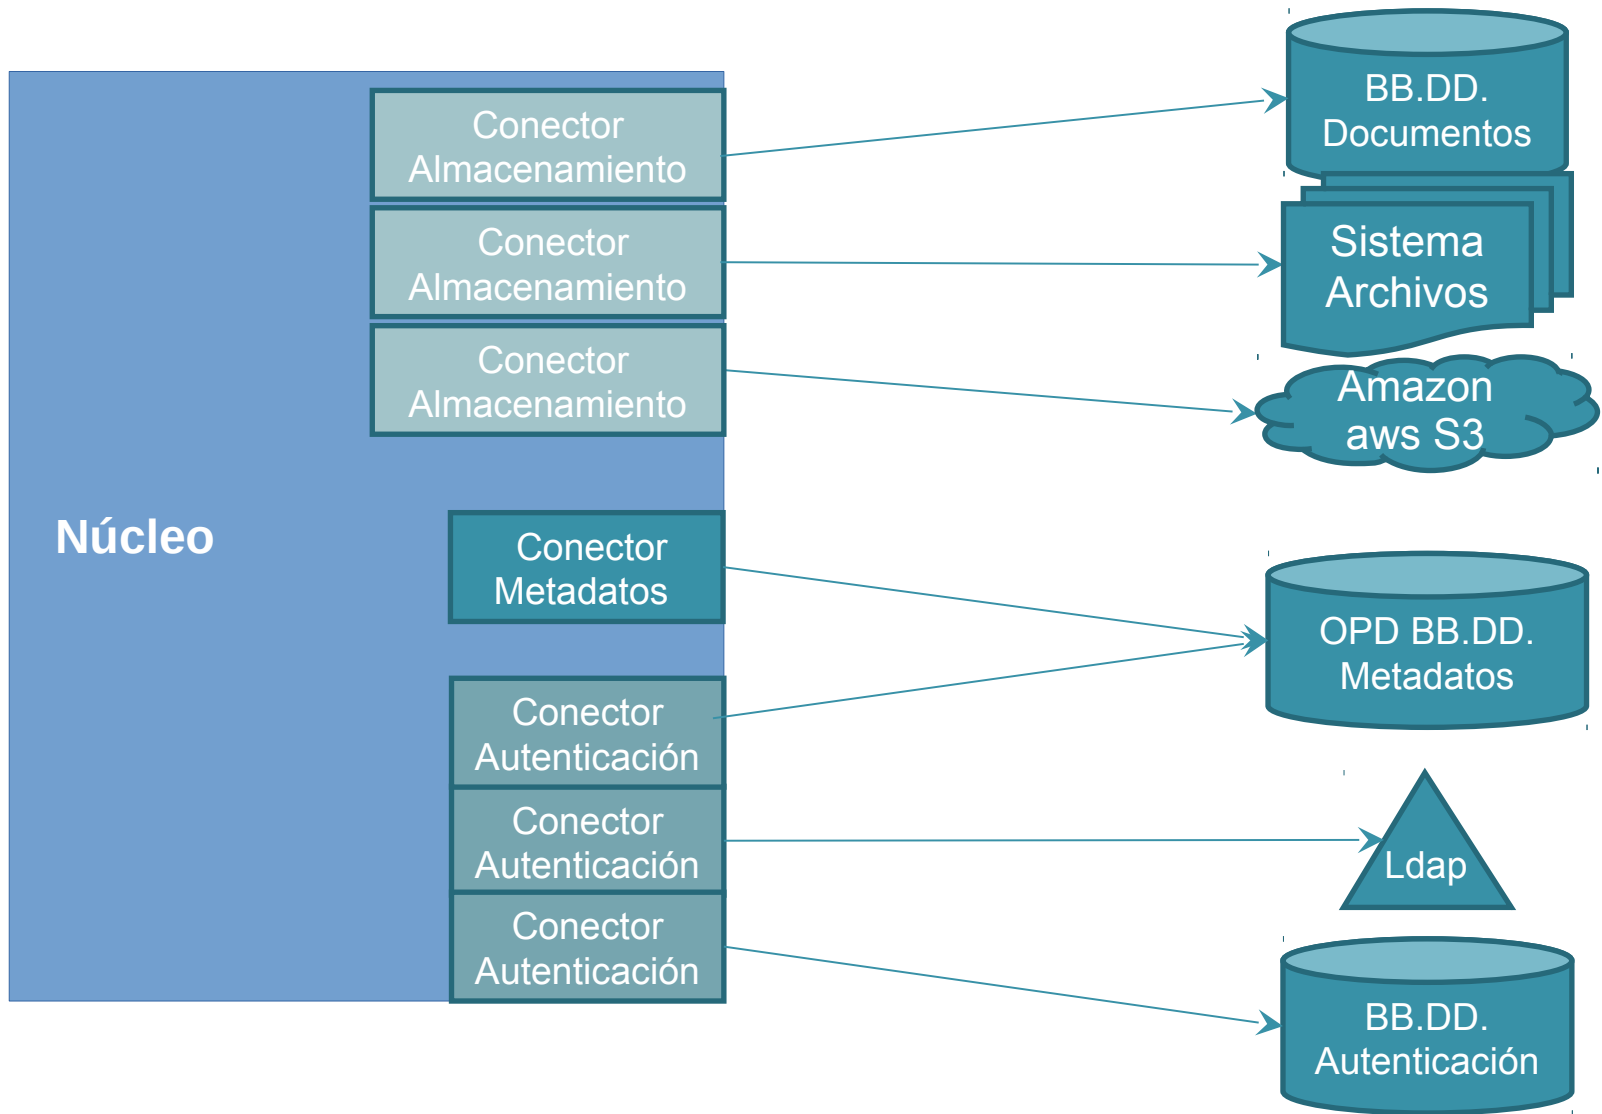 Núcleo
Conector
Almacenamiento
Conector
Almacenamiento
Conector
Almacenamiento
Conector
Metadatos
Conector
Autenticación
Conector
Autenticación
Conector
Autenticación
BB.DD.
Documentos
Sistema
Archivos
Amazon
aws S3
OPD BB.DD.
Metadatos
Ldap
BB.DD.
Autenticación